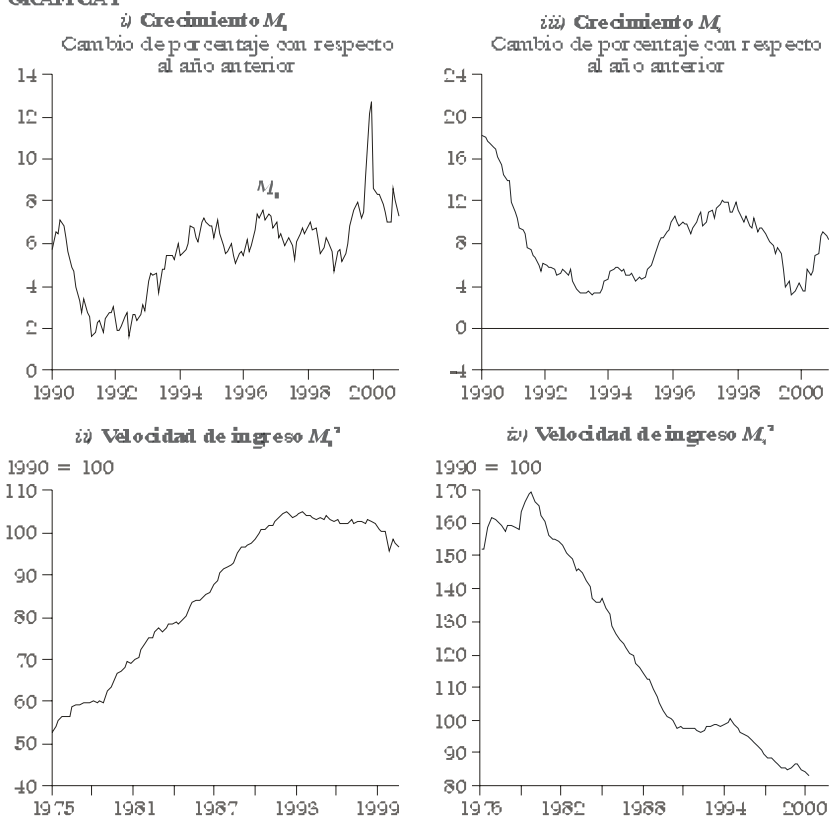 i) Crecimiento
Cambio de porcentaje con respecto
al año anterior
14
12
10
8
6
4
2
0
1990 1992 1994 1996 1998 2000
iii) Crecimiento
Cambio de porcentaje con respecto
al año anterior
24
20
16
12
8
4
0
-4
1990 1992 1994 1996 1998 2000
ii) Velocidad de ingreso
1990 = 100
110
100
90
80
70
60
50
40
1975 1981 1987 1993 1999
iv) Velocidad de ingreso
1990 = 100
170
160
150
140
130
120
110
100
90
80
1976 1982 1988 1994 2000